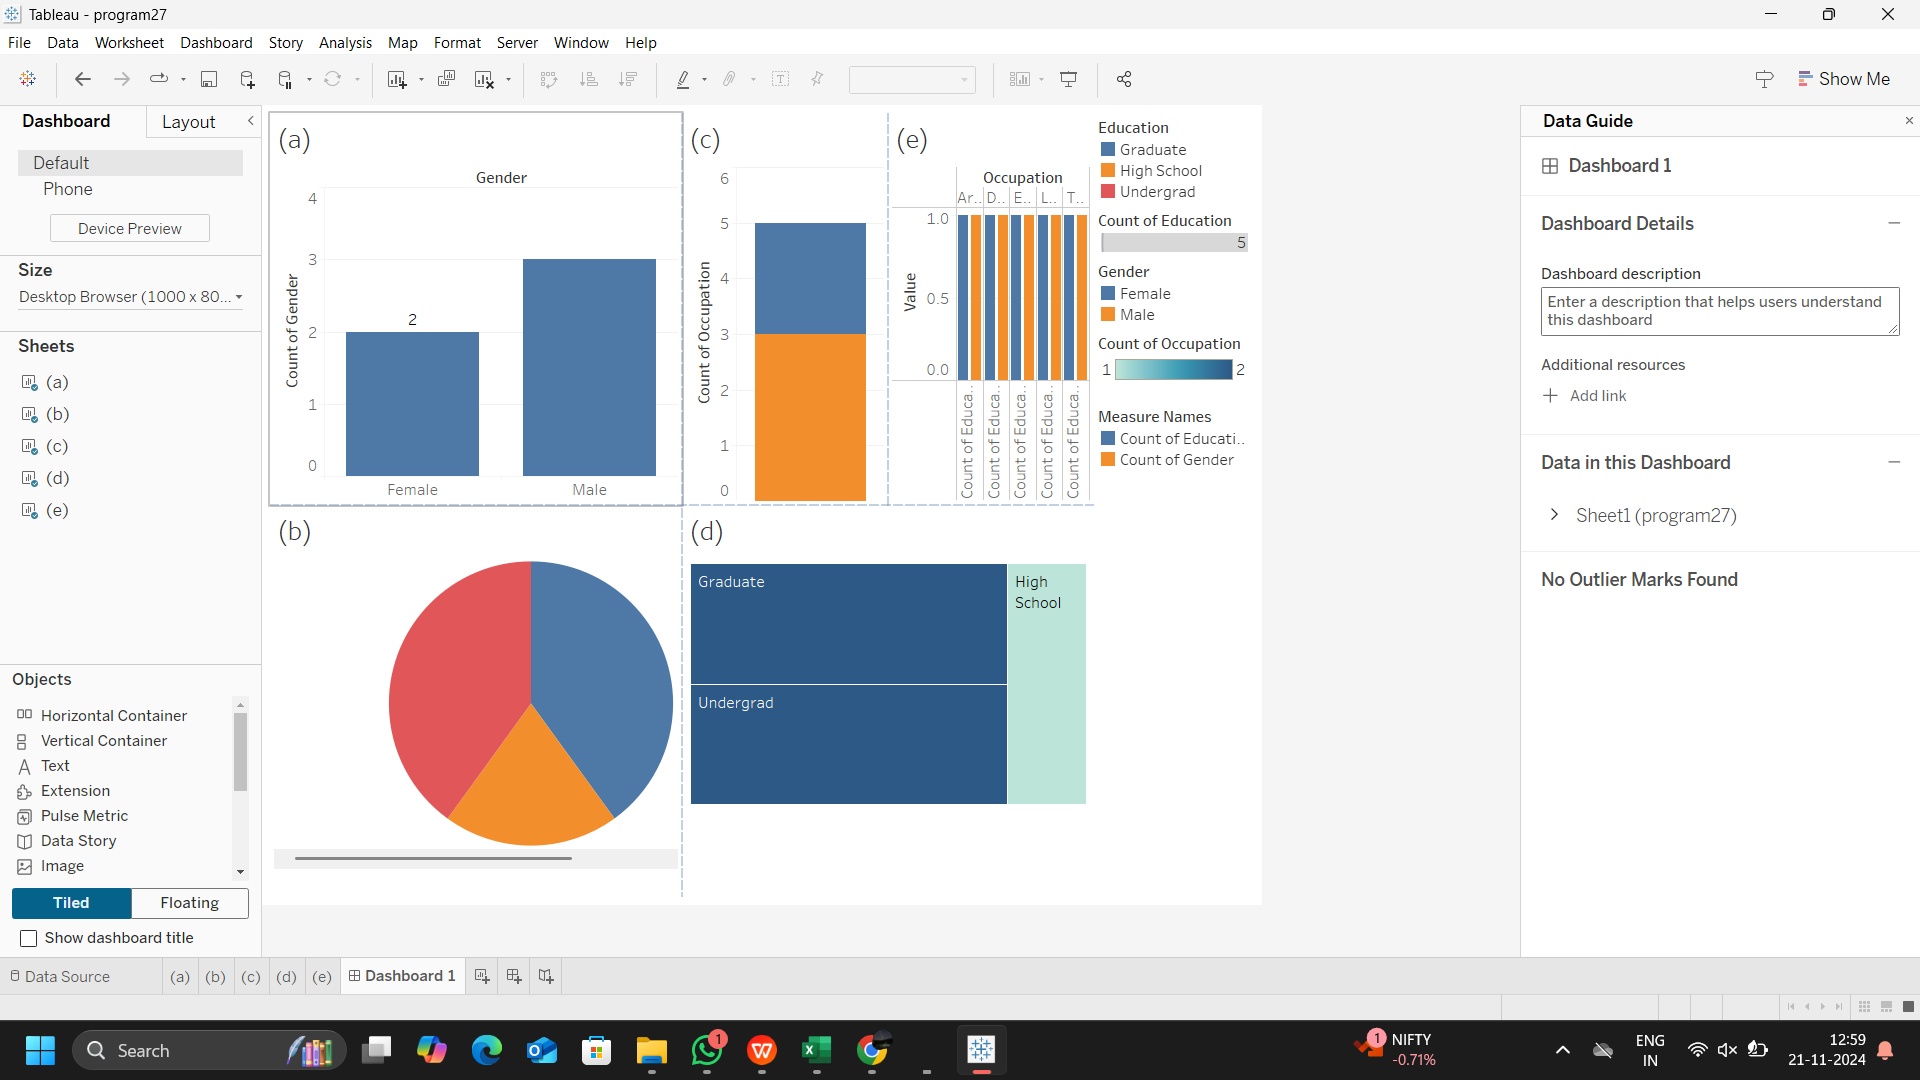 Tableau - program27
File Data Worksheet Dashboard Story Analysis Map Format Server Window Help
Show Me
Dashboard Layout
Default
Phone
Device Preview
Size
Desktop Browser (1000 x 80...
Sheets
(a)
(b)
(c)
(d)
(e)
Objects
Horizontal Container
Vertical Container
Text
Extension
Pulse Metric
Data Story
Image
Tiled Floating
Show dashboard title
(a)
Gender
Count of Gender
4
3
2
1
0
2
Female Male
(c)
Count of Occupation
6
5
4
3
2
1
0
(e)
Occupation
Ar.. D.. E.. L.. T..
Value
1.0
0.5
0.0
Count of Educa..
Count of Educa..
Count of Educa..
Count of Educa..
Count of Educa..
Education
Graduate
High School
Undergrad
Count of Education
5
Gender
Female
Male
Count of Occupation
1 2
Measure Names
Count of Educati..
Count of Gender
(b)
(d)
Graduate
High
School
Undergrad
Data Guide
Dashboard 1
Dashboard Details
Dashboard description
Enter a description that helps users understand
this dashboard
Additional resources
Add link
Data in this Dashboard
Sheet1 (program27)
No Outlier Marks Found
Data Source (a) (b) (c) (d) (e) Dashboard 1
Search
1
1
NIFTY
-0.71%
ENG
IN
12:59
21-11-2024